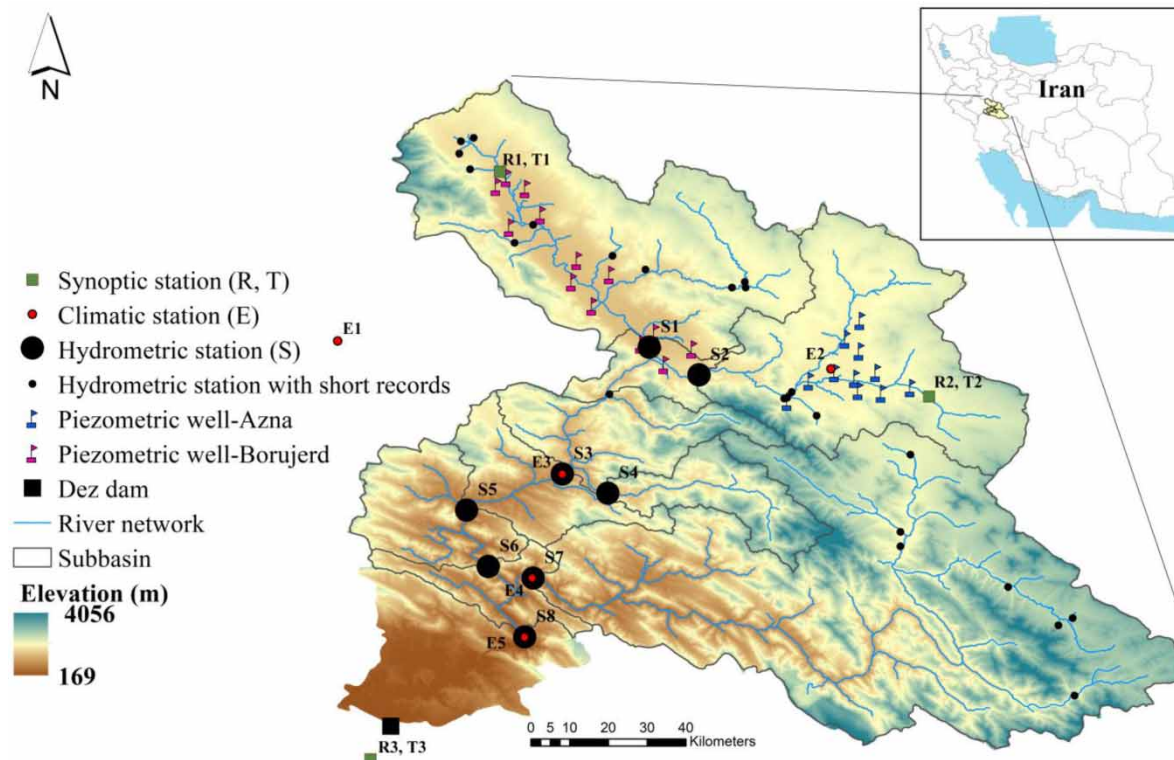 N
Iran
R1, T1
Synoptic station (R, T)
Climatic station (E)
Hydrometric station (S)
Hydrometric station with short records
Piezometric well-Azna
Piezometric well-Borujerd
Dez dam
River network
Subbasin
Elevation (m)
4056
169
E1
S1
S2
E2
R2, T2
E3
S3
S4
S5
S6
S7
E4
S8
E5
R3, T3
0 5 10 20 30 40
Kilometers